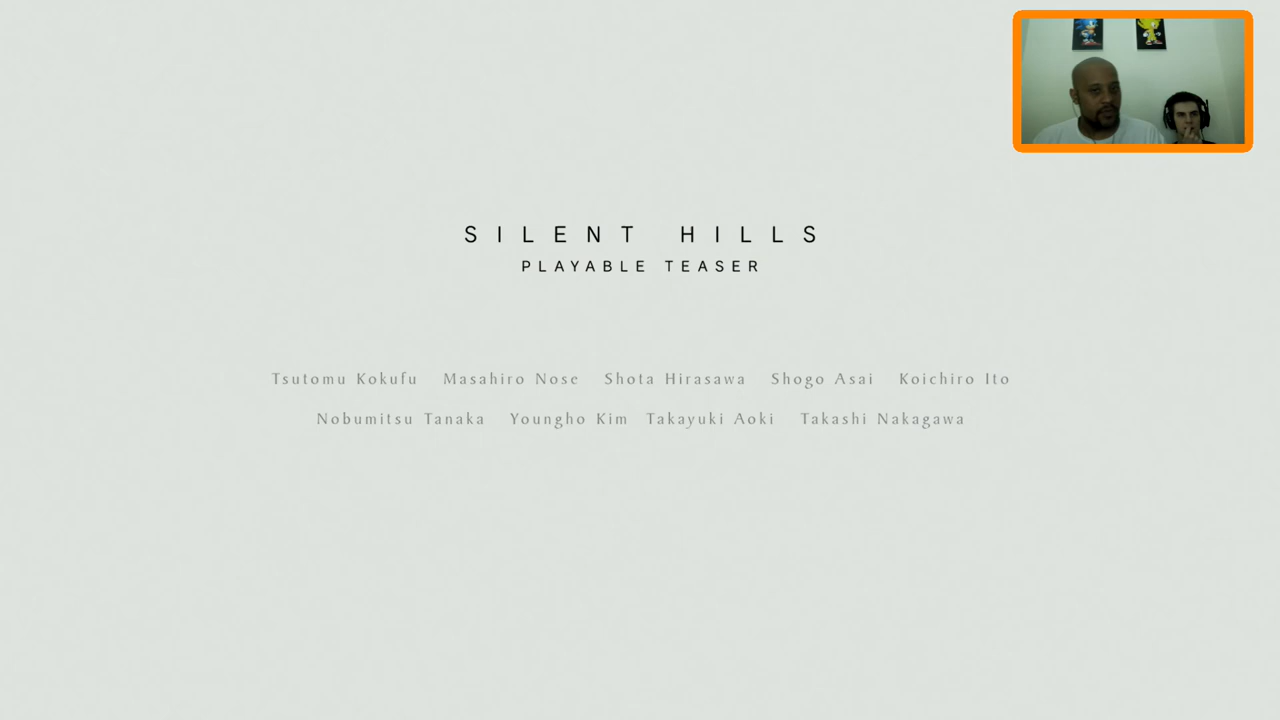 SILENT HILLS
PLAYABLE TEASER
Tsutomu Kokufu Masahiro Nose Shota Hirasawa Shogo Asai Koichiro Ito
Nobumitsu Tanaka Youngho Kim Takayuki Aoki Takashi Nakagawa